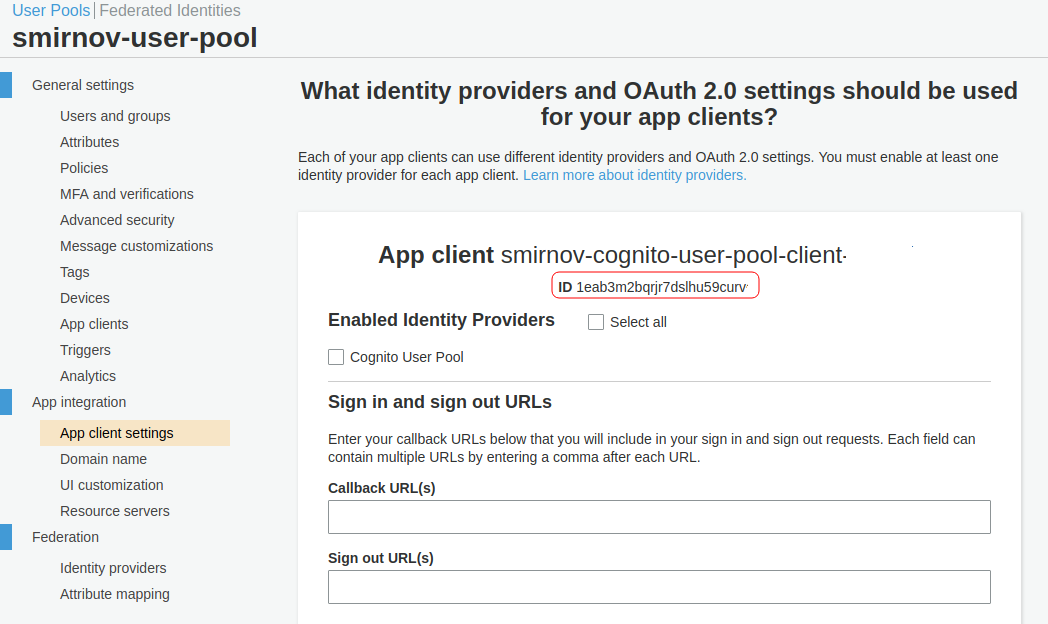 User Pools | Federated Identities
smirnov-user-pool
General settings
Users and groups
Attributes
Policies
MFA and verifications
Advanced security
Message customizations
Tags
Devices
App clients
Triggers
Analytics
App integration
App client settings
Domain name
UI customization
Resource servers
Federation
Identity providers
Attribute mapping
What identity providers and OAuth 2.0 settings should be used
for your app clients?
Each of your app clients can use different identity providers and OAuth 2.0 settings. You must enable at least one
identity provider for each app client. Learn more about identity providers.
App client smirnov-cognito-user-pool-client-
ID 1eab3m2bqrjr7dslhu59curv
Enabled Identity Providers Select all
Cognito User Pool
Sign in and sign out URLs
Enter your callback URLs below that you will include in your sign in and sign out requests. Each field can
contain multiple URLs by entering a comma after each URL.
Callback URL(s)
Sign out URL(s)